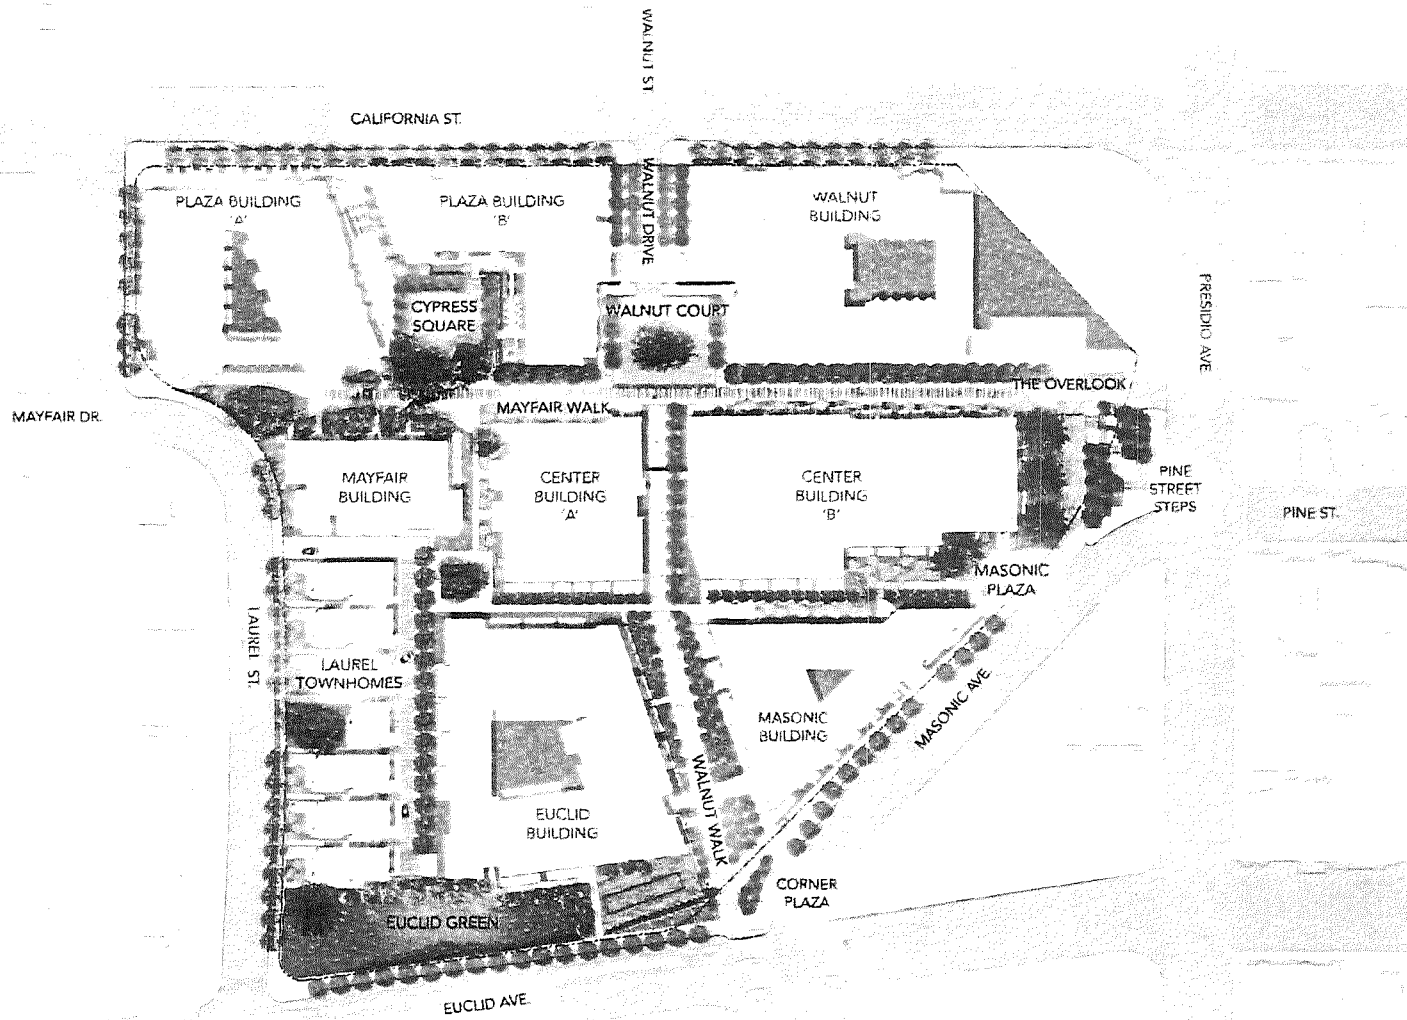 WALNUT ST.
CALIFORNIA ST.
PLAZA BUILDING
'A'
PLAZA BUILDING
'B'
WALNUT DRIVE
WALNUT
BUILDING
CYPRESS
SQUARE
WALNUT COURT
PRESIDIO AVE
THE OVERLOOK
MAYFAIR DR.
MAYFAIR WALK
MAYFAIR
BUILDING
CENTER
BUILDING
'A'
CENTER
BUILDING
'B'
PINE
STREET
STEPS
PINE ST.
MASONIC
PLAZA
LAUREL ST.
LAUREL
TOWNHOMES
MASONIC
BUILDING
MASONIC AVE.
WALNUT WALK
EUCLID
BUILDING
CORNER
PLAZA
EUCLID GREEN
EUCLID AVE.